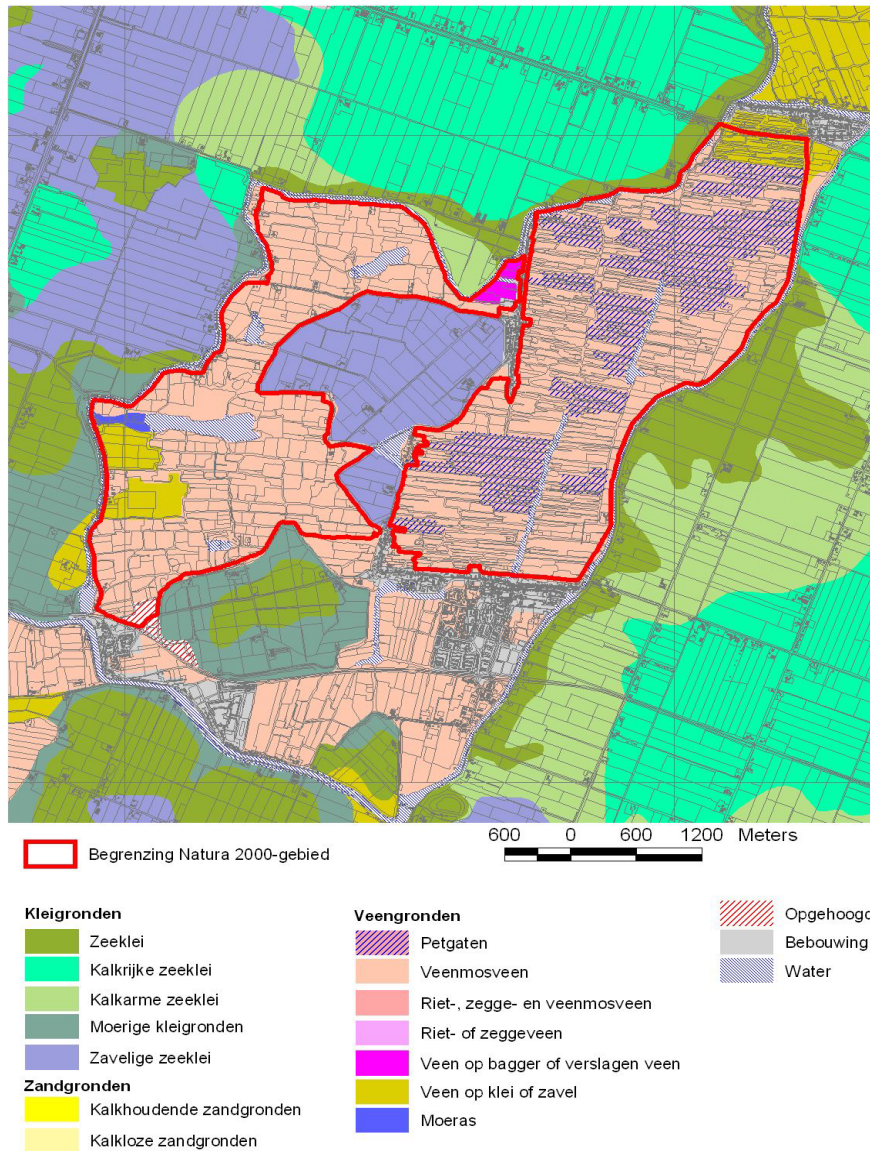 Begrenzing Natura 2000-gebied
600 0 600 1200 Meters
Kleigronden
Zeeklei
Kalkrijke zeeklei
Kalkarme zeeklei
Moerige kleigronden
Zavelige zeeklei
Zandgronden
Kalkhoudende zandgronden
Kalkloze zandgronden
Veengronden
Petgaten
Veenmosveen
Riet-, zegge- en veenmosveen
Riet- of zeggeveen
Veen op bagger of verslagen veen
Veen op klei of zavel
Moeras
Opgehoogd
Bebouwing
Water